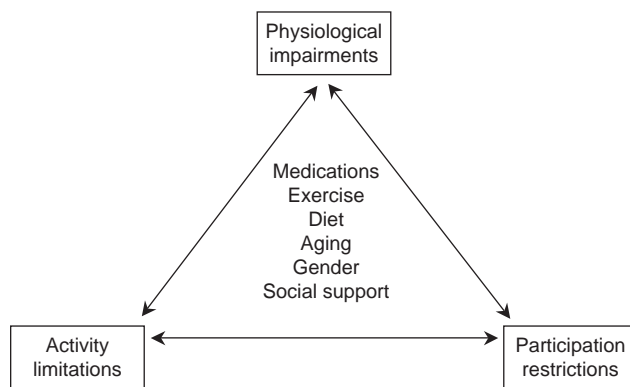 Physiological
impairments
Medications
Exercise
Diet
Aging
Gender
Social support
Activity
limitations
Participation
restrictions